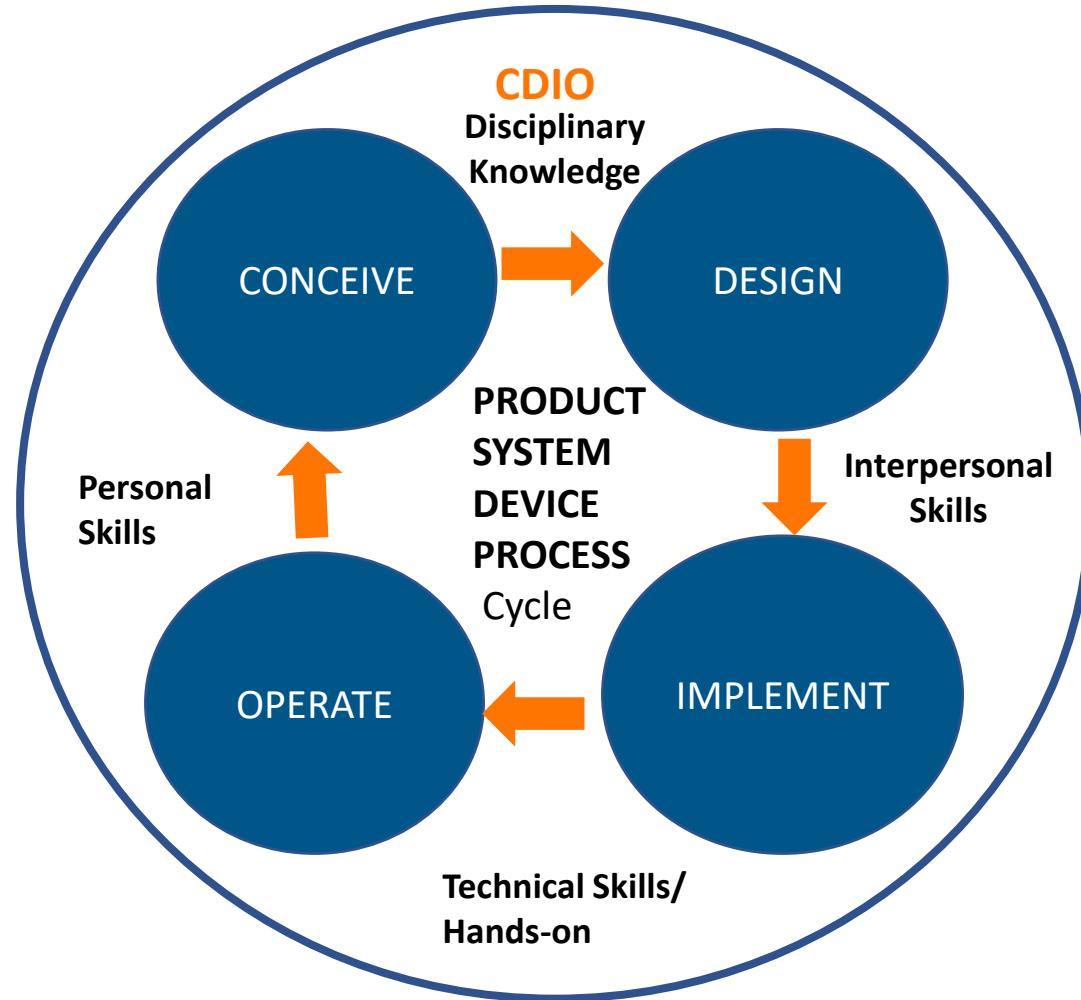 CDIO
Disciplinary
Knowledge
CONCEIVE
DESIGN
PRODUCT
SYSTEM
DEVICE
PROCESS
Cycle
Personal
Skills
Interpersonal
Skills
OPERATE
IMPLEMENT
Technical Skills/
Hands-on